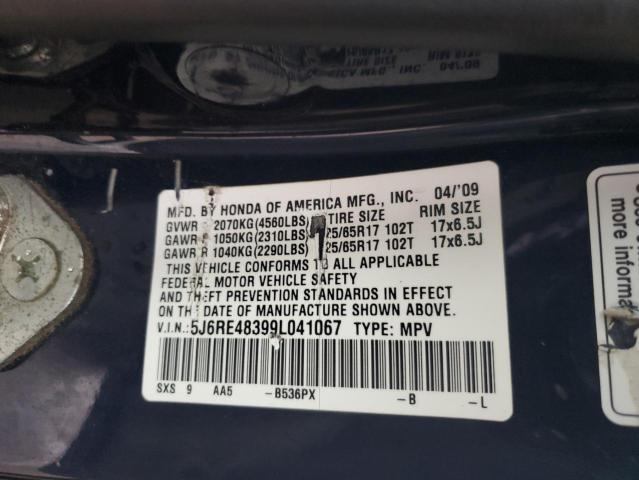 MFD. BY HONDA OF AMERICA MFG., INC. 04/'09
GVWR 2070KG(4560LBS) TIRE SIZE RIM SIZE
GAWR F 1050KG(2310LBS) 25/65R17 102T 17x6.5J
GAWR R 1040KG(2290LBS) 25/65R17 102T 17x6.5J
THIS VEHICLE CONFORMS TO ALL APPLICABLE
FEDERAL MOTOR VEHICLE SAFETY
AND THEFT PREVENTION STANDARDS IN EFFECT
ON THE DATE OF MANUFACTURE SHOWN ABOVE.
V.I.N.: 5J6RE48399L041067 TYPE: MPV
SXS 9 AA5 -B536PX -B -L
more information